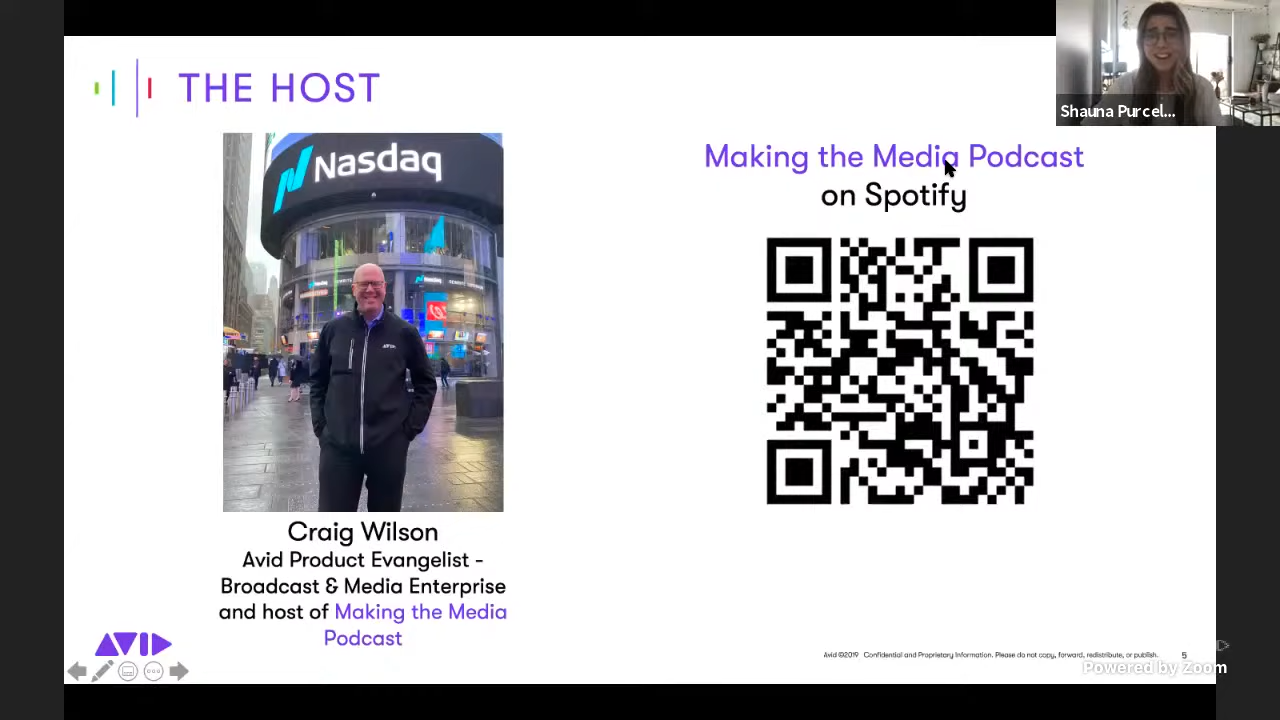 THE HOST
Nasdaq
Shauna Purcel...
Making the Media Podcast
on Spotify
AVID
Craig Wilson
Avid Product Evangelist -
Broadcast & Media Enterprise
and host of Making the Media
Podcast
AVID
Avid ©2019 Confidential and Proprietary Information. Please do not copy, forward, redistribute, or publish.
5
Powered by Zoom